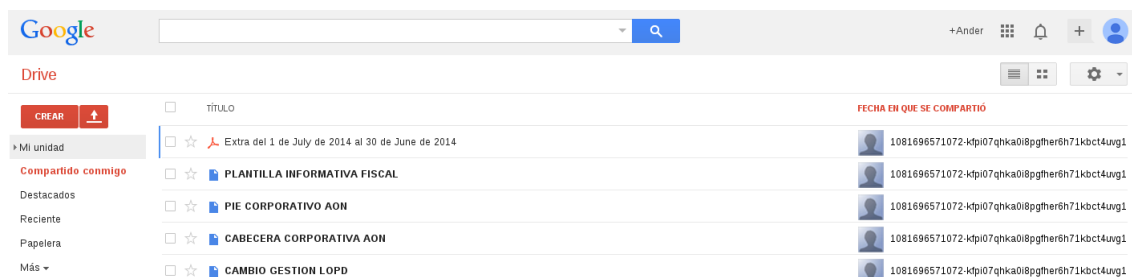 Google
+Ander
Drive
CREAR
TÍTULO
FECHA EN QUE SE COMPARTIÓ
Mi unidad
Extra del 1 de July de 2014 al 30 de June de 2014
1081696571072-kfpi07qhka0i8pgfher6h71kbct4uvg1
Compartido conmigo
PLANTILLA INFORMATIVA FISCAL
1081696571072-kfpi07qhka0i8pgfher6h71kbct4uvg1
Destacados
PIE CORPORATIVO AON
1081696571072-kfpi07qhka0i8pgfher6h71kbct4uvg1
Reciente
CABECERA CORPORATIVA AON
1081696571072-kfpi07qhka0i8pgfher6h71kbct4uvg1
Papelera
Más
CAMBIO GESTION LOPD
1081696571072-kfpi07qhka0i8pgfher6h71kbct4uvg1